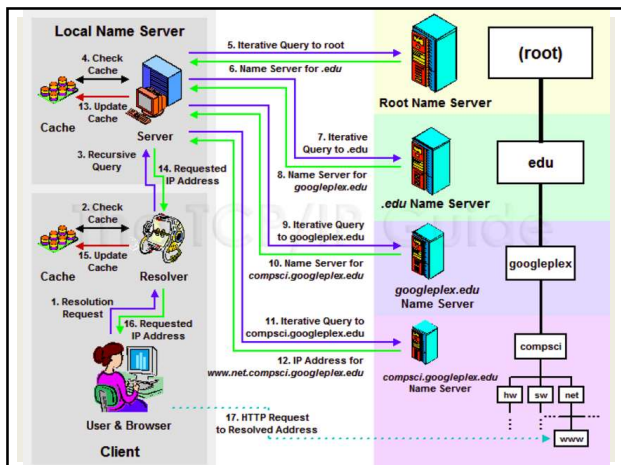 Local Name Server
4. Check
Cache
13. Update
Cache
Cache
Server
3. Recursive
Query
14. Requested
IP Address
2. Check
Cache
15. Update
Cache
Cache
Resolver
1. Resolution
Request
16. Requested
IP Address
User & Browser
Client
5. Iterative Query to root
6. Name Server for .edu
7. Iterative
Query to .edu
8. Name Server for
googleplex.edu
9. Iterative Query
to googleplex.edu
10. Name Server for
compsci.googleplex.edu
11. Iterative Query to
compsci.googleplex.edu
12. IP Address for
www.net.compsci.googleplex.edu
17. HTTP Request
to Resolved Address
Root Name Server
.edu Name Server
googleplex.edu
Name Server
compsci.googleplex.edu
Name Server
(root)
edu
googleplex
compsci
hw
sw
net
www
The TCP/IP Guide